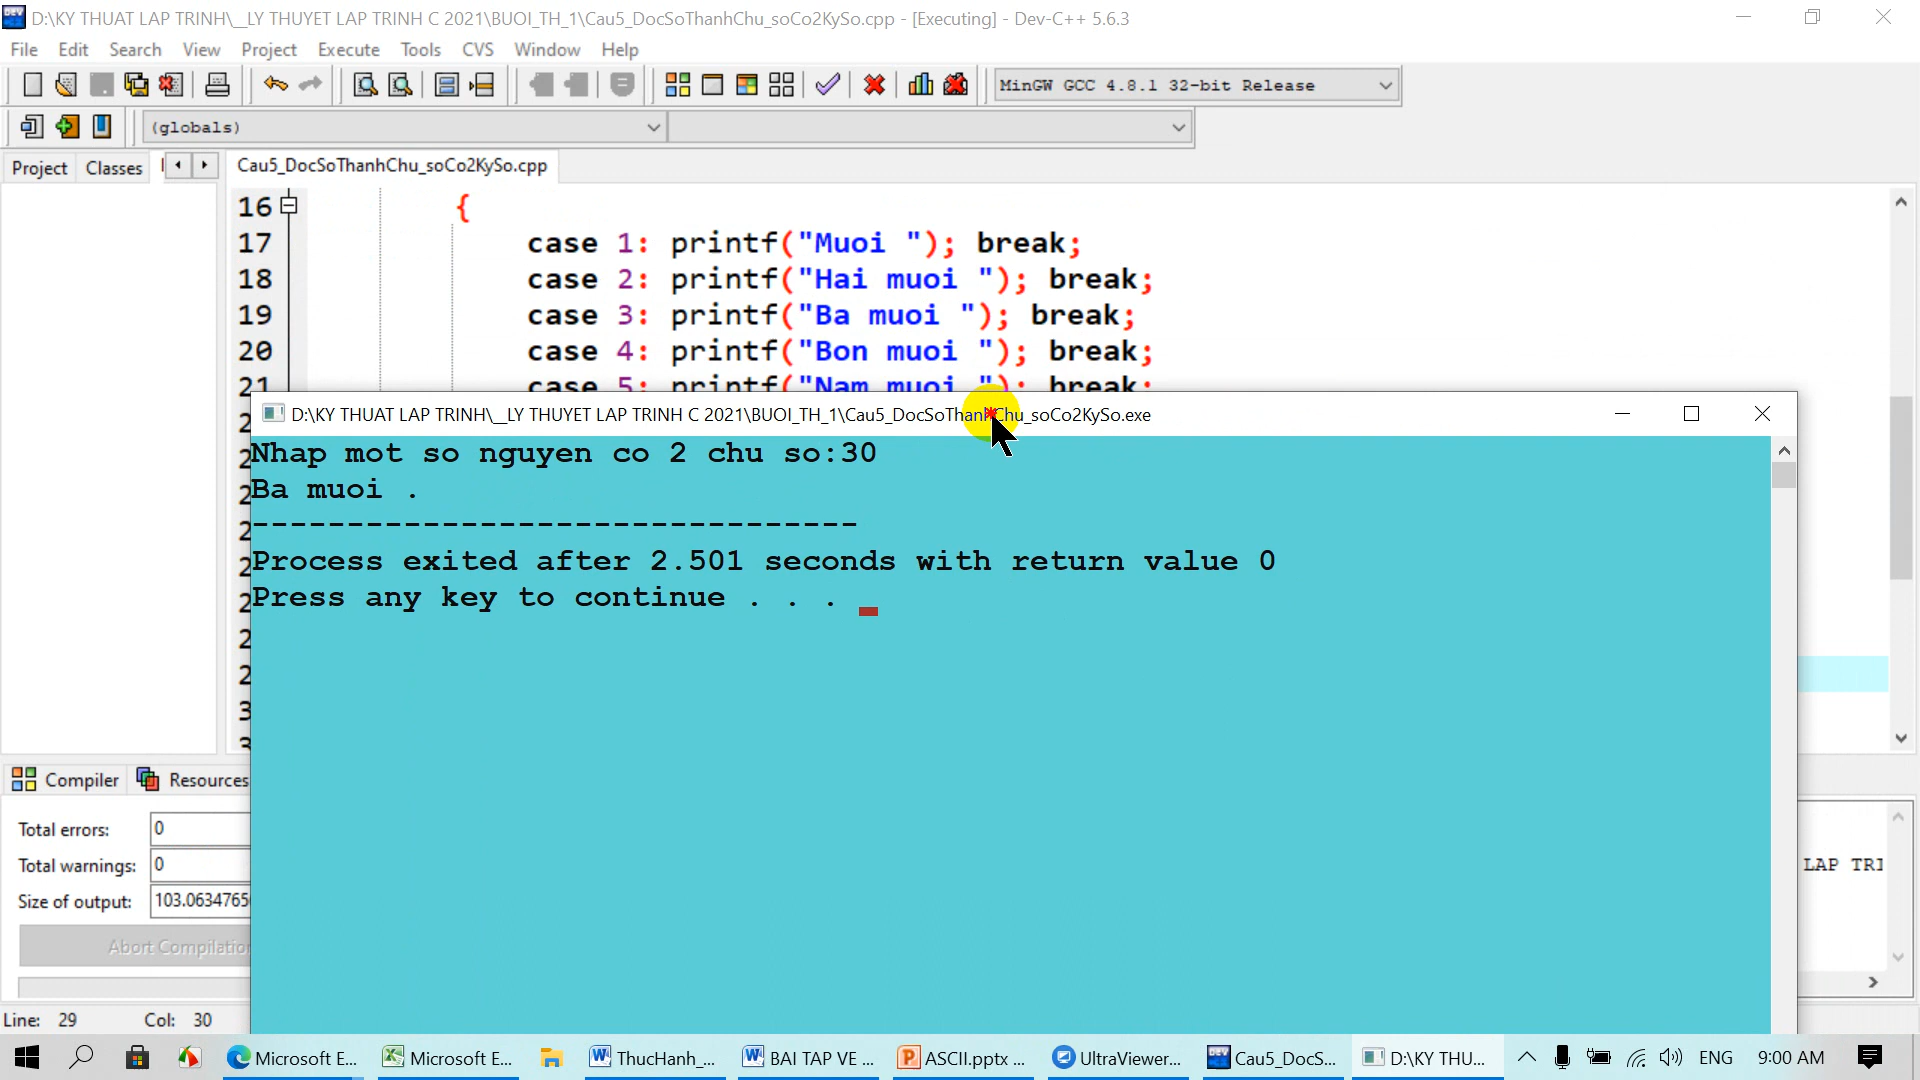 D:\KY THUAT LAP TRINH\__LY THUYET LAP TRINH C 2021\BUOI_TH_1\Cau5_DocSoThanhChu_soCo2KySo.cpp - [Executing] - Dev-C++ 5.6.3
File Edit Search View Project Execute Tools CVS Window Help
MinGW GCC 4.8.1 32-bit Release
(globals)
Project Classes Cau5_DocSoThanhChu_soCo2KySo.cpp
16 {
17 case 1: printf("Muoi "); break;
18 case 2: printf("Hai muoi "); break;
19 case 3: printf("Ba muoi "); break;
20 case 4: printf("Bon muoi "); break;
21 case 5: printf("Nam muoi "); break;
D:\KY THUAT LAP TRINH\__LY THUYET LAP TRINH C 2021\BUOI_TH_1\Cau5_DocSoThanhChu_soCo2KySo.exe
Nhap mot so nguyen co 2 chu so:30
Ba muoi .
--------------------------------
Process exited after 2.501 seconds with return value 0
Press any key to continue . . .
Compiler Resources
Total errors: 0
Total warnings: 0
LAP TRI
Size of output: 103.0634765
Abort Compilation
Line: 29 Col: 30
Microsoft E... Microsoft E... ThucHanh_... BAI TAP VE ... ASCII.pptx ... UltraViewer... Cau5_DocS... D:\KY THU... ENG 9:00 AM